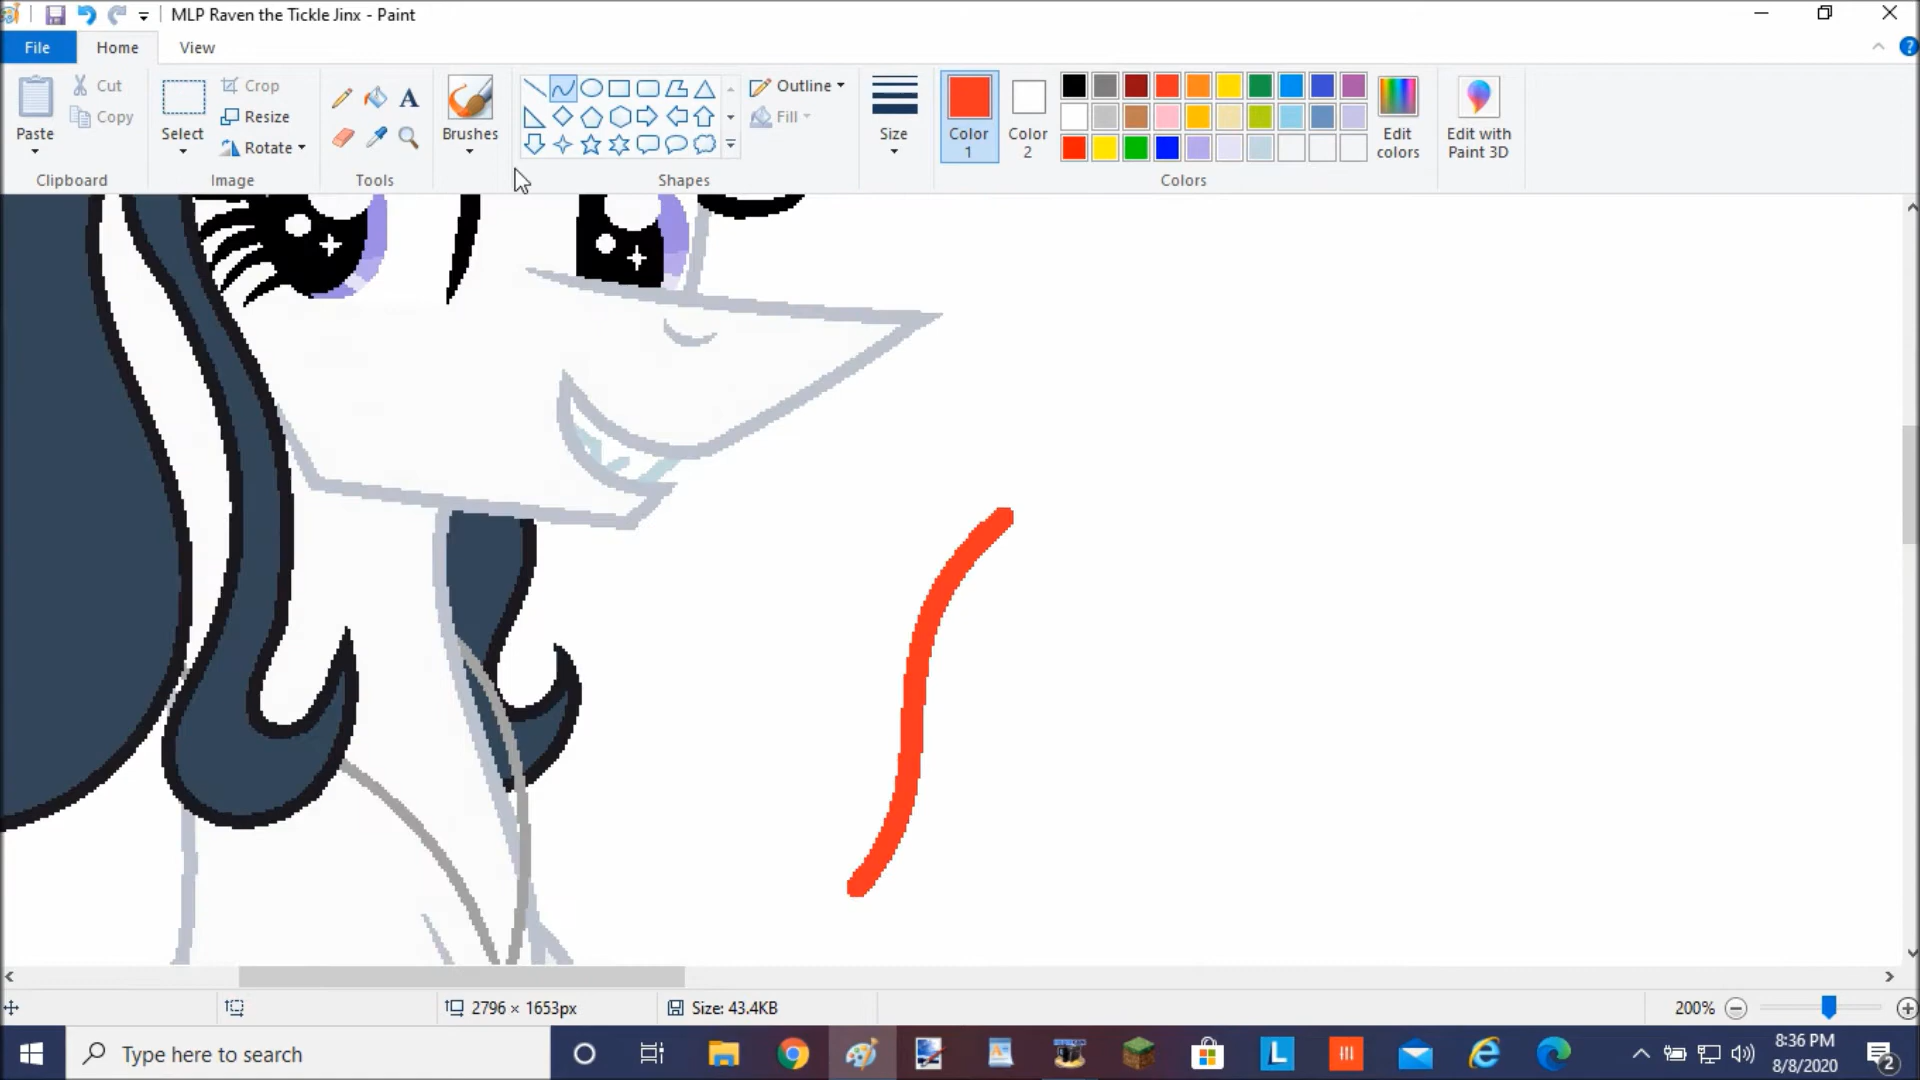 MLP Raven the Tickle Jinx - Paint
File
Home
View
Paste
Cut
Copy
Clipboard
Select
Crop
Resize
Rotate
Image
A
Tools
Brushes
Shapes
Outline
Fill
Size
Color 1
Color 2
Edit colors
Edit with Paint 3D
Colors
?
2796 × 1653px
Size: 43.4KB
200%
Type here to search
L
8:36 PM
8/8/2020
2